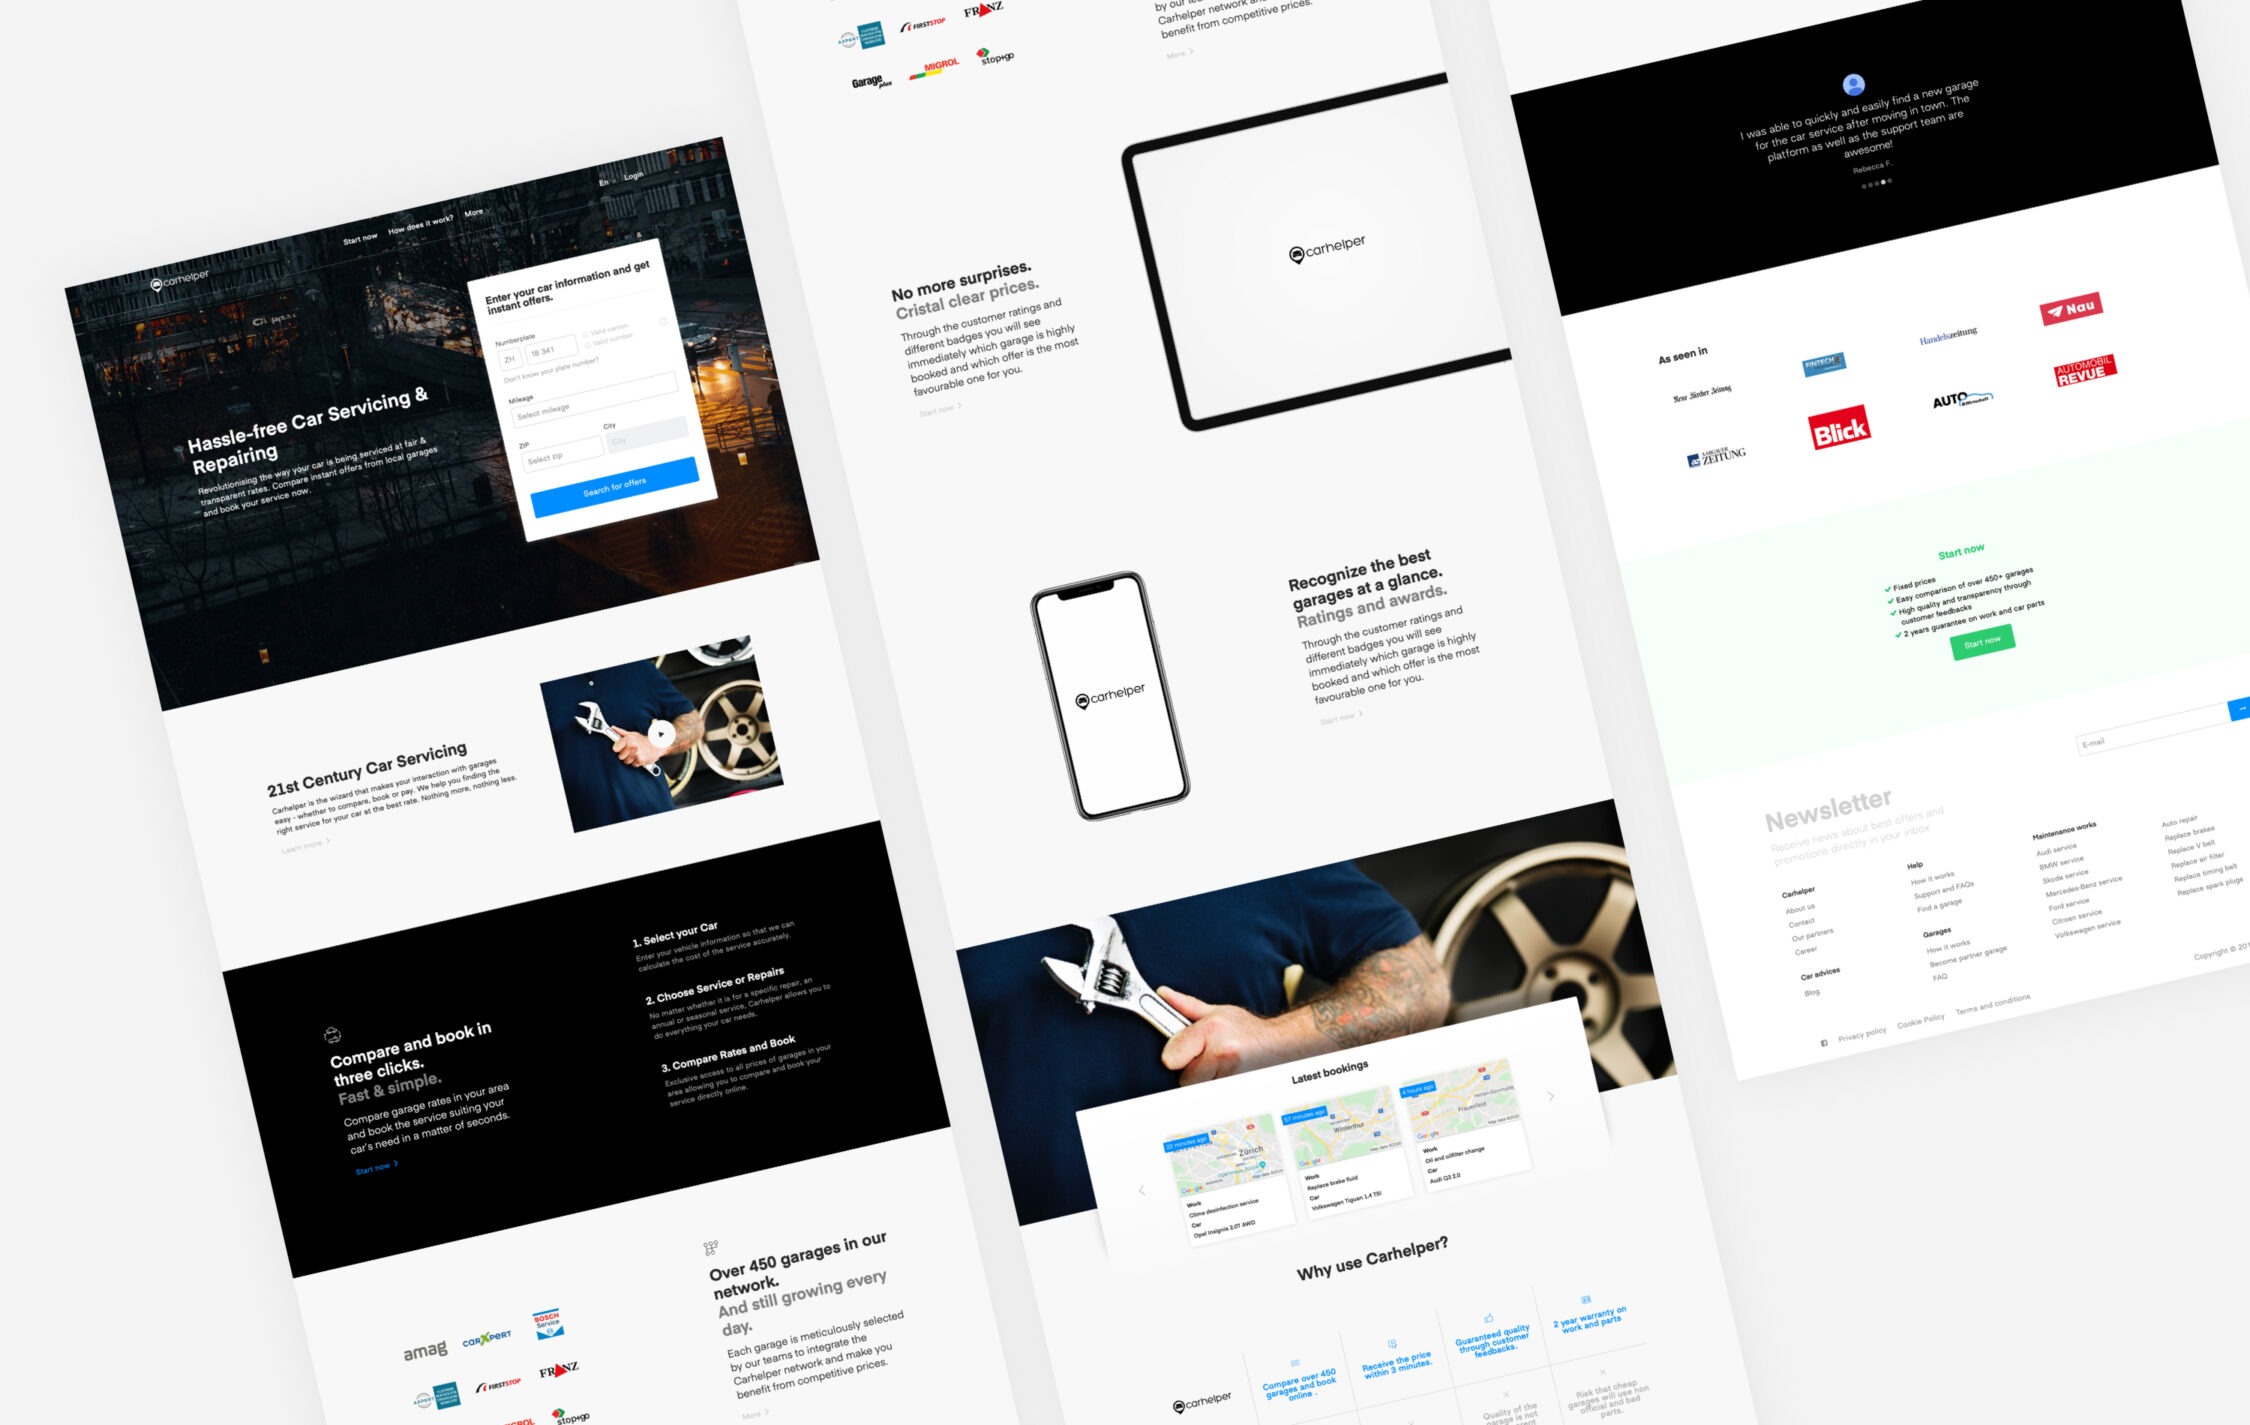 En
Login
Start now
How does it work?
More
carhelper
Hassle-free Car Servicing &
Repairing
Revolutionising the way your car is being serviced at fair &
transparent rates. Compare instant offers from local garages
and book your service now.
Enter your car information and get
instant offers.
Numberplate
ZH
18 341
Valid canton
Valid number
Don't know your plate number?
Mileage
Select mileage
ZIP
City
Select zip
City
Search for offers
21st Century Car Servicing
Carhelper is the wizard that makes your interaction with garages
easy - whether to compare, book or pay. We help you finding the
right service for your car at the best rate. Nothing more, nothing less.
Learn more
Compare and book in
three clicks.
Fast & simple.
Compare garage rates in your area
and book the service suiting your
car's need in a matter of seconds.
Start now
1. Select your Car
Enter your vehicle information so that we can
calculate the cost of the service accurately.
2. Choose Service or Repairs
No matter whether it is for a specific repair, an
annual or seasonal service, Carhelper allows you to
do everything your car needs.
3. Compare Rates and Book
Exclusive access to all prices of garages in your
area allowing you to compare and book your
service directly online.
amag
carXpert
BOSCH
Service
FIRSTSTOP
FRANZ
stop+go
Over 450 garages in our
network.
And still growing every
day.
Each garage is meticulously selected
by our teams to integrate the
Carhelper network and make you
benefit from competitive prices.
More
FIRSTSTOP
FRANZ
Garage
plus
MIGROL
stop+go
Carhelper network
benefit from competitive prices.
More
No more surprises.
Cristal clear prices.
Through the customer ratings and
different badges you will see
immediately which garage is highly
booked and which offer is the most
favourable one for you.
Start now
carhelper
carhelper
Recognize the best
garages at a glance.
Ratings and awards.
Through the customer ratings and
different badges you will see
immediately which garage is highly
booked and which offer is the most
favourable one for you.
Start now
Latest bookings
22 minutes ago
Zürich
Google
Map data ©2020
Work
Clima desinfection service
Car
Opel Insignia 2.0T AWD
57 minutes ago
Winterthur
Google
Map data ©2020
Work
Replace brake fluid
Car
Volkswagen Tiguan 1.4 TSI
4 hours ago
Frauenfeld
Google
Map data ©2020
Work
Oil and oilfilter change
Car
Audi Q3 2.0
Why use Carhelper?
carhelper
Compare over 450
garages and book
online .
Receive the price
within 3 minutes.
Guaranteed quality
through customer
feedbacks.
2 year warranty on
work and parts
Quality of the
garage is not
Risk that cheap
garages will use non
official and bad
parts.
I was able to quickly and easily find a new garage
for the car service after moving in town. The
platform as well as the support team are
awesome!
Rebecca F.
As seen in
Neue Zürcher Zeitung
FINTECH
Handelszeitung
Nau
AARGAUER
ZEITUNG
Blick
AUTO
&Wirtschaft
AUTOMOBIL
REVUE
Start now
Fixed prices
Easy comparison of over 450+ garages
High quality and transparency through
customer feedbacks
2 years guarantee on work and car parts
Start now
E-mail
Newsletter
Receive news about best offers and
promotions directly in your inbox.
Carhelper
About us
Contact
Our partners
Career
Car advices
Blog
Help
How it works
Support and FAQs
Find a garage
Garages
How it works
Become partner garage
FAQ
Maintenance works
Audi service
BMW service
Skoda service
Mercedes-Benz service
Ford service
Citroen service
Volkswagen service
Auto repair
Replace brakes
Replace V belt
Replace air filter
Replace timing belt
Replace spark plugs
Copyright © 201
Privacy policy
Cookie Policy
Terms and conditions